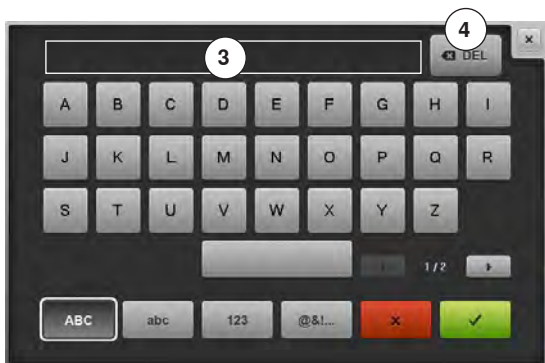 4
3 DEL ×
A B C D E F G H I
J K L M N O P Q R
S T U V W X Y Z
1/2
ABC abc 123 @&!... × ✓